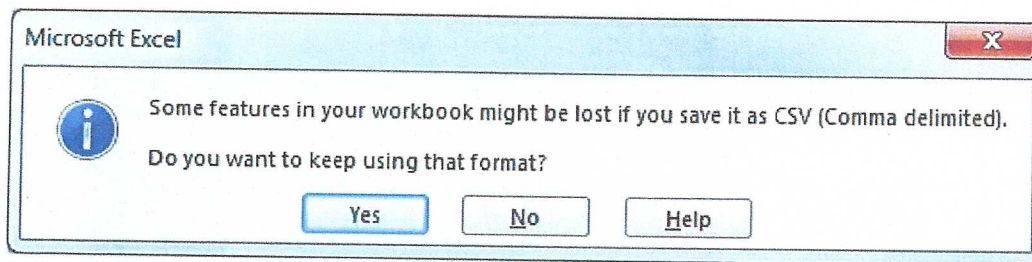 Microsoft Excel
Some features in your workbook might be lost if you save it as CSV (Comma delimited).
Do you want to keep using that format?
Yes
No
Help